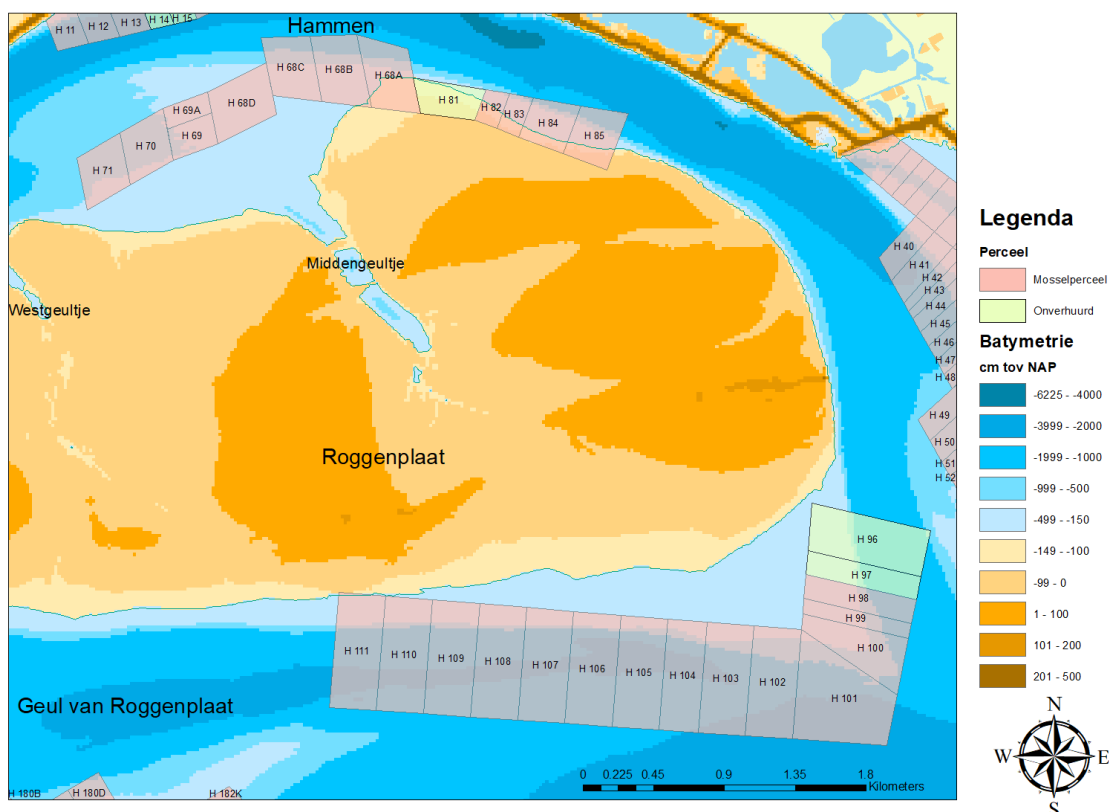 H 11
H 12
H 13
H 14
H 15
Hammen
H 68C
H 68B
H 68A
H 81
H 82
H 83
H 84
H 85
H 69A
H 68D
H 69
H 70
H 71
Middengeultje
Westgeultje
H 40
H 41
H 42
H 43
H 44
H 45
H 46
H 47
H 48
H 49
H 50
H 51
H 52
Roggenplaat
H 96
H 97
H 98
H 99
H 100
H 101
H 111
H 110
H 109
H 108
H 107
H 106
H 105
H 104
H 103
H 102
Geul van Roggenplaat
H 180B
H 180D
H 182K
0 0.225 0.45 0.9 1.35 1.8
Kilometers
Legenda
Perceel
Mosselperceel
Onverhuurd
Batymetrie
cm tov NAP
-6225 - -4000
-3999 - -2000
-1999 - -1000
-999 - -500
-499 - -150
-149 - -100
-99 - 0
1 - 100
101 - 200
201 - 500
N
W E
S